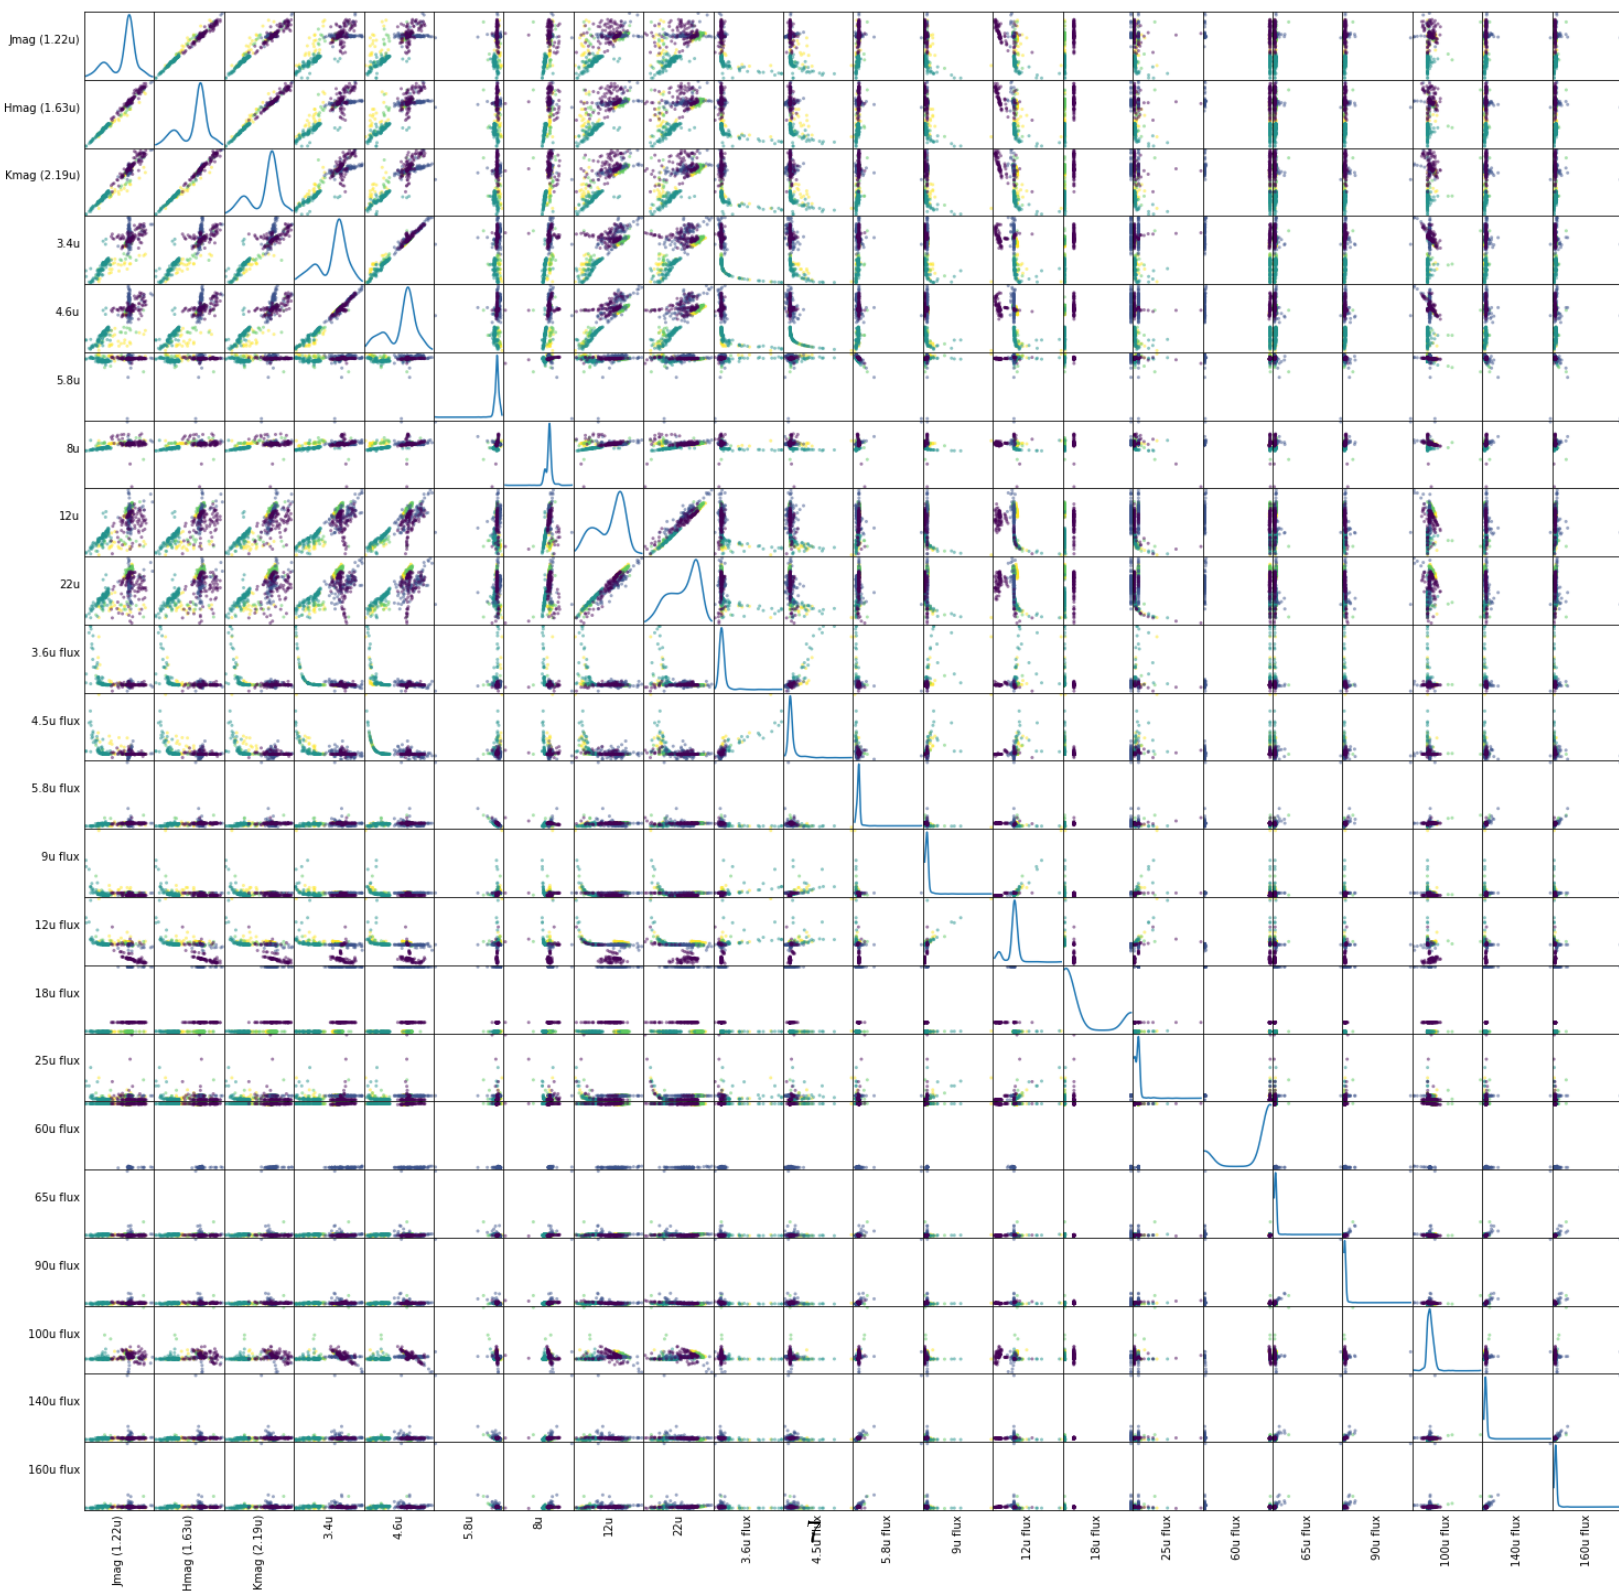 Jmag (1.22u)
Hmag (1.63u)
Kmag (2.19u)
3.4u
4.6u
5.8u
8u
12u
22u
3.6u flux
4.5u flux
5.8u flux
9u flux
12u flux
18u flux
25u flux
60u flux
65u flux
90u flux
100u flux
140u flux
160u flux
Jmag (1.22u)
Hmag (1.63u)
Kmag (2.19u)
3.4u
4.6u
5.8u
8u
12u
22u
3.6u flux
4.5u flux
5.8u flux
9u flux
12u flux
18u flux
25u flux
60u flux
65u flux
90u flux
100u flux
140u flux
160u flux